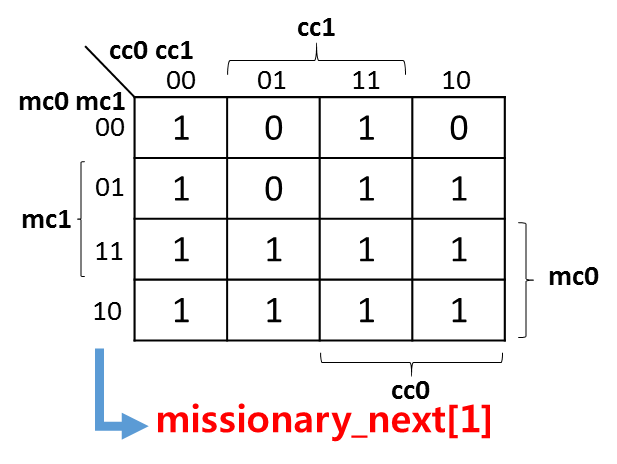 cc1
cc0 cc1
00 01 11 10
mc0 mc1
00 1 0 1 0
01 1 0 1 1
mc1
11 1 1 1 1
mc0
10 1 1 1 1
cc0
missionary_next[1]